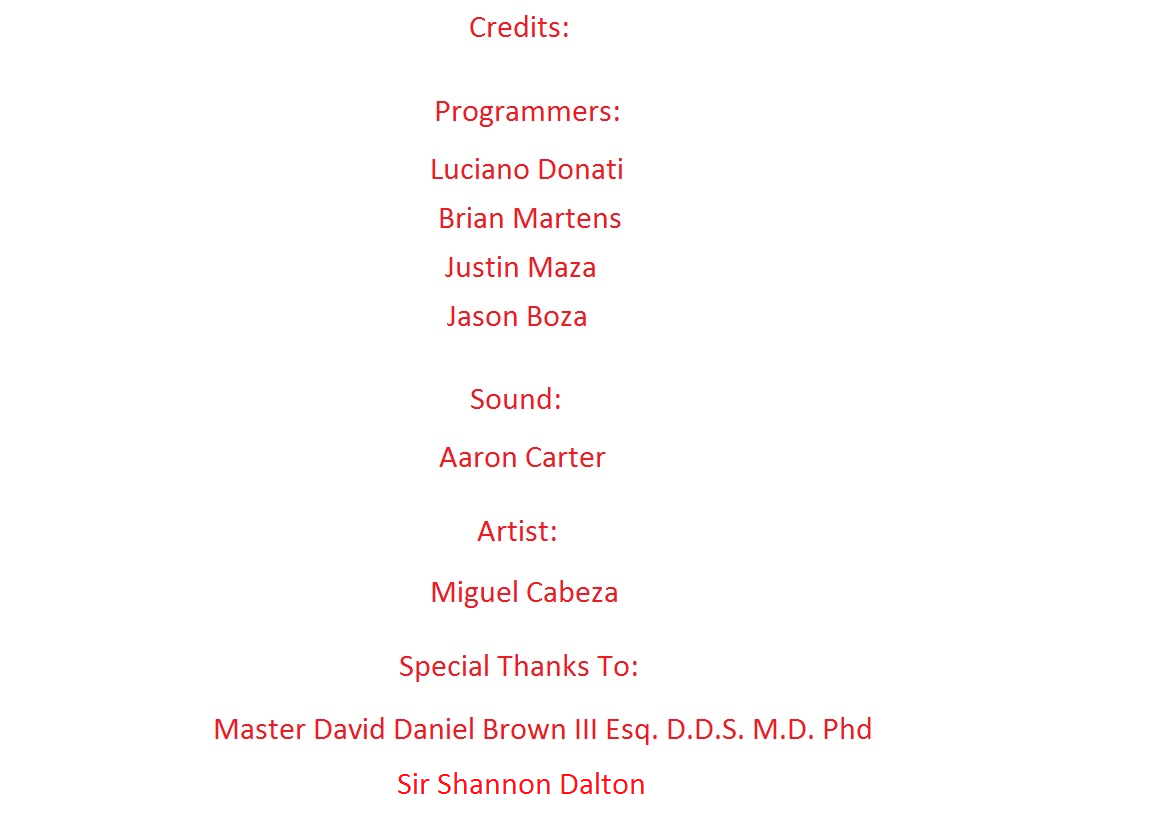 Credits:
Programmers:
Luciano Donati
Brian Martens
Justin Maza
Jason Boza
Sound:
Aaron Carter
Artist:
Miguel Cabeza
Special Thanks To:
Master David Daniel Brown III Esq. D.D.S. M.D. Phd
Sir Shannon Dalton